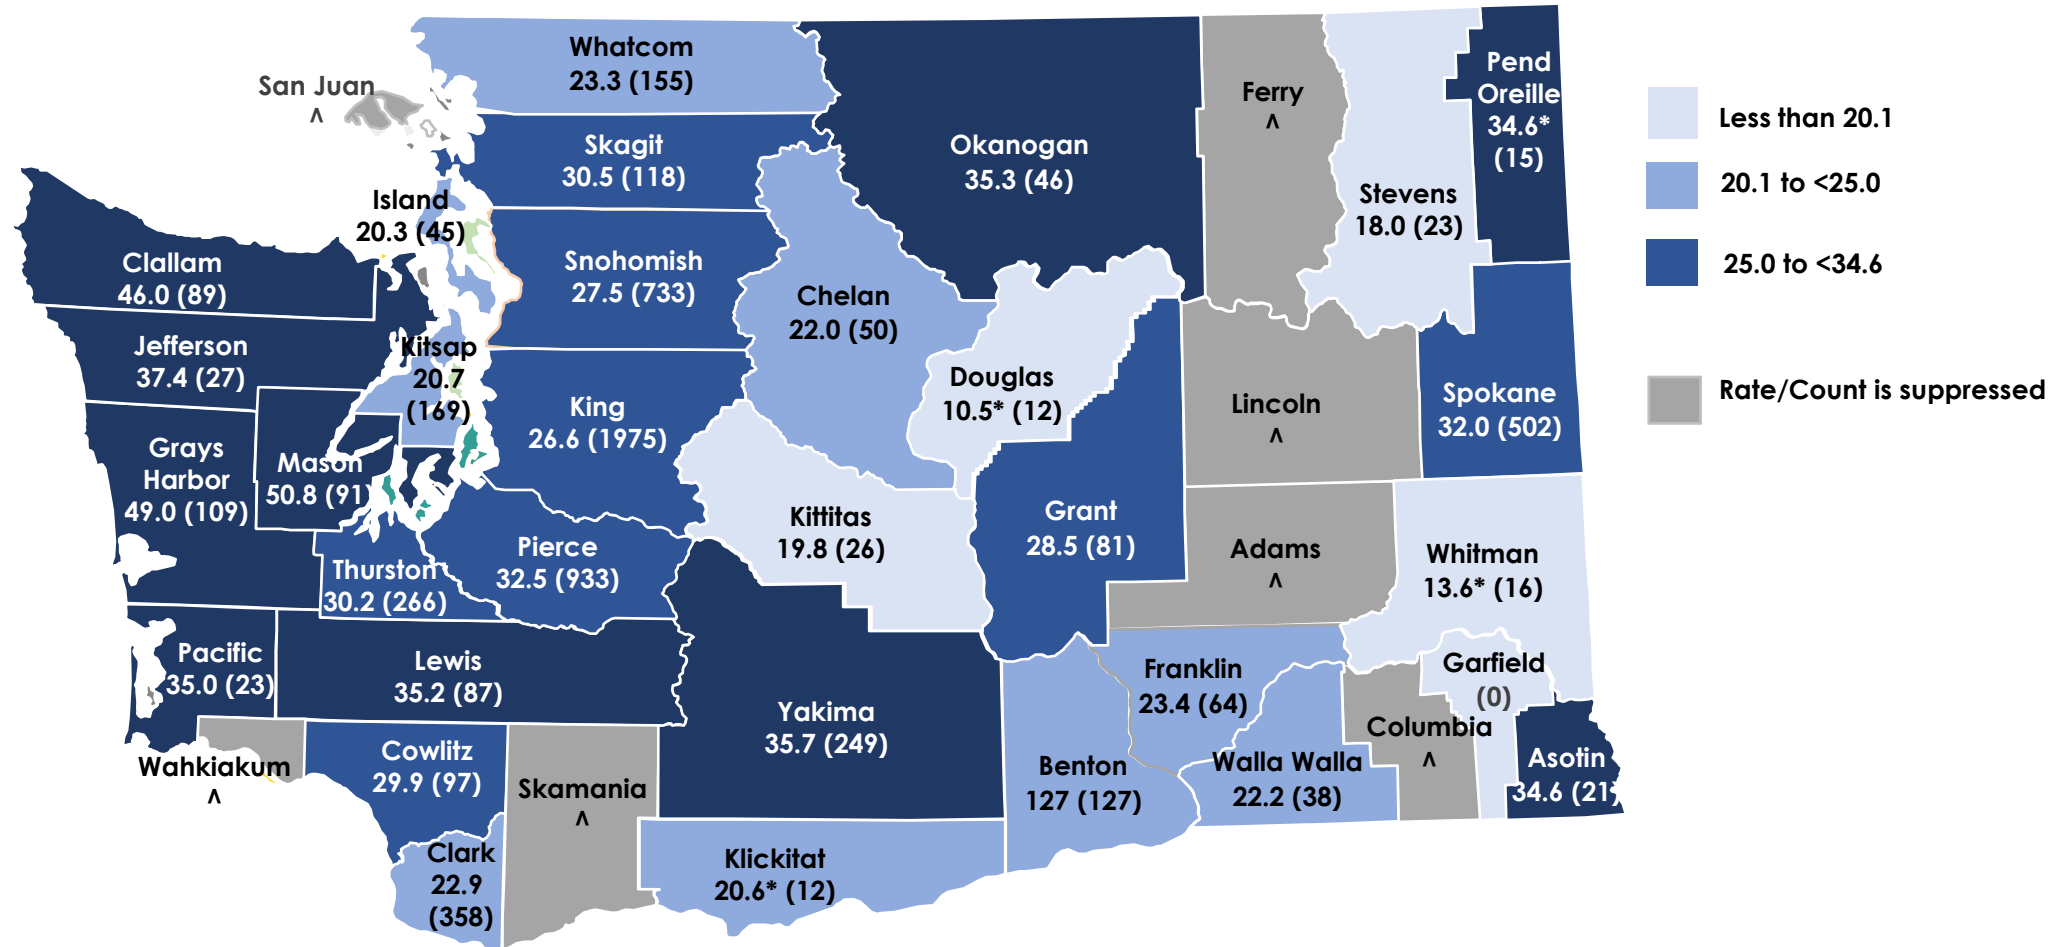 Whatcom
23.3 (155)
San Juan
^
Skagit
30.5 (118)
Okanogan
35.3 (46)
Ferry
^
Stevens
18.0 (23)
Pend
Oreille
34.6*
(15)
Island
20.3 (45)
Clallam
46.0 (89)
Snohomish
27.5 (733)
Chelan
22.0 (50)
Jefferson
37.4 (27)
Kitsap
20.7
(169)
King
26.6 (1975)
Douglas
10.5* (12)
Lincoln
^
Spokane
32.0 (502)
Grays
Harbor
49.0 (109)
Mason
50.8 (91)
Kittitas
19.8 (26)
Grant
28.5 (81)
Adams
^
Whitman
13.6* (16)
Thurston
30.2 (266)
Pierce
32.5 (933)
Pacific
35.0 (23)
Lewis
35.2 (87)
Yakima
35.7 (249)
Franklin
23.4 (64)
Garfield
(0)
Columbia
^
Wahkiakum
^
Cowlitz
29.9 (97)
Skamania
^
Benton
127 (127)
Walla Walla
22.2 (38)
Asotin
34.6 (21)
Clark
22.9
(358)
Klickitat
20.6* (12)
Less than 20.1
20.1 to <25.0
25.0 to <34.6
Rate/Count is suppressed